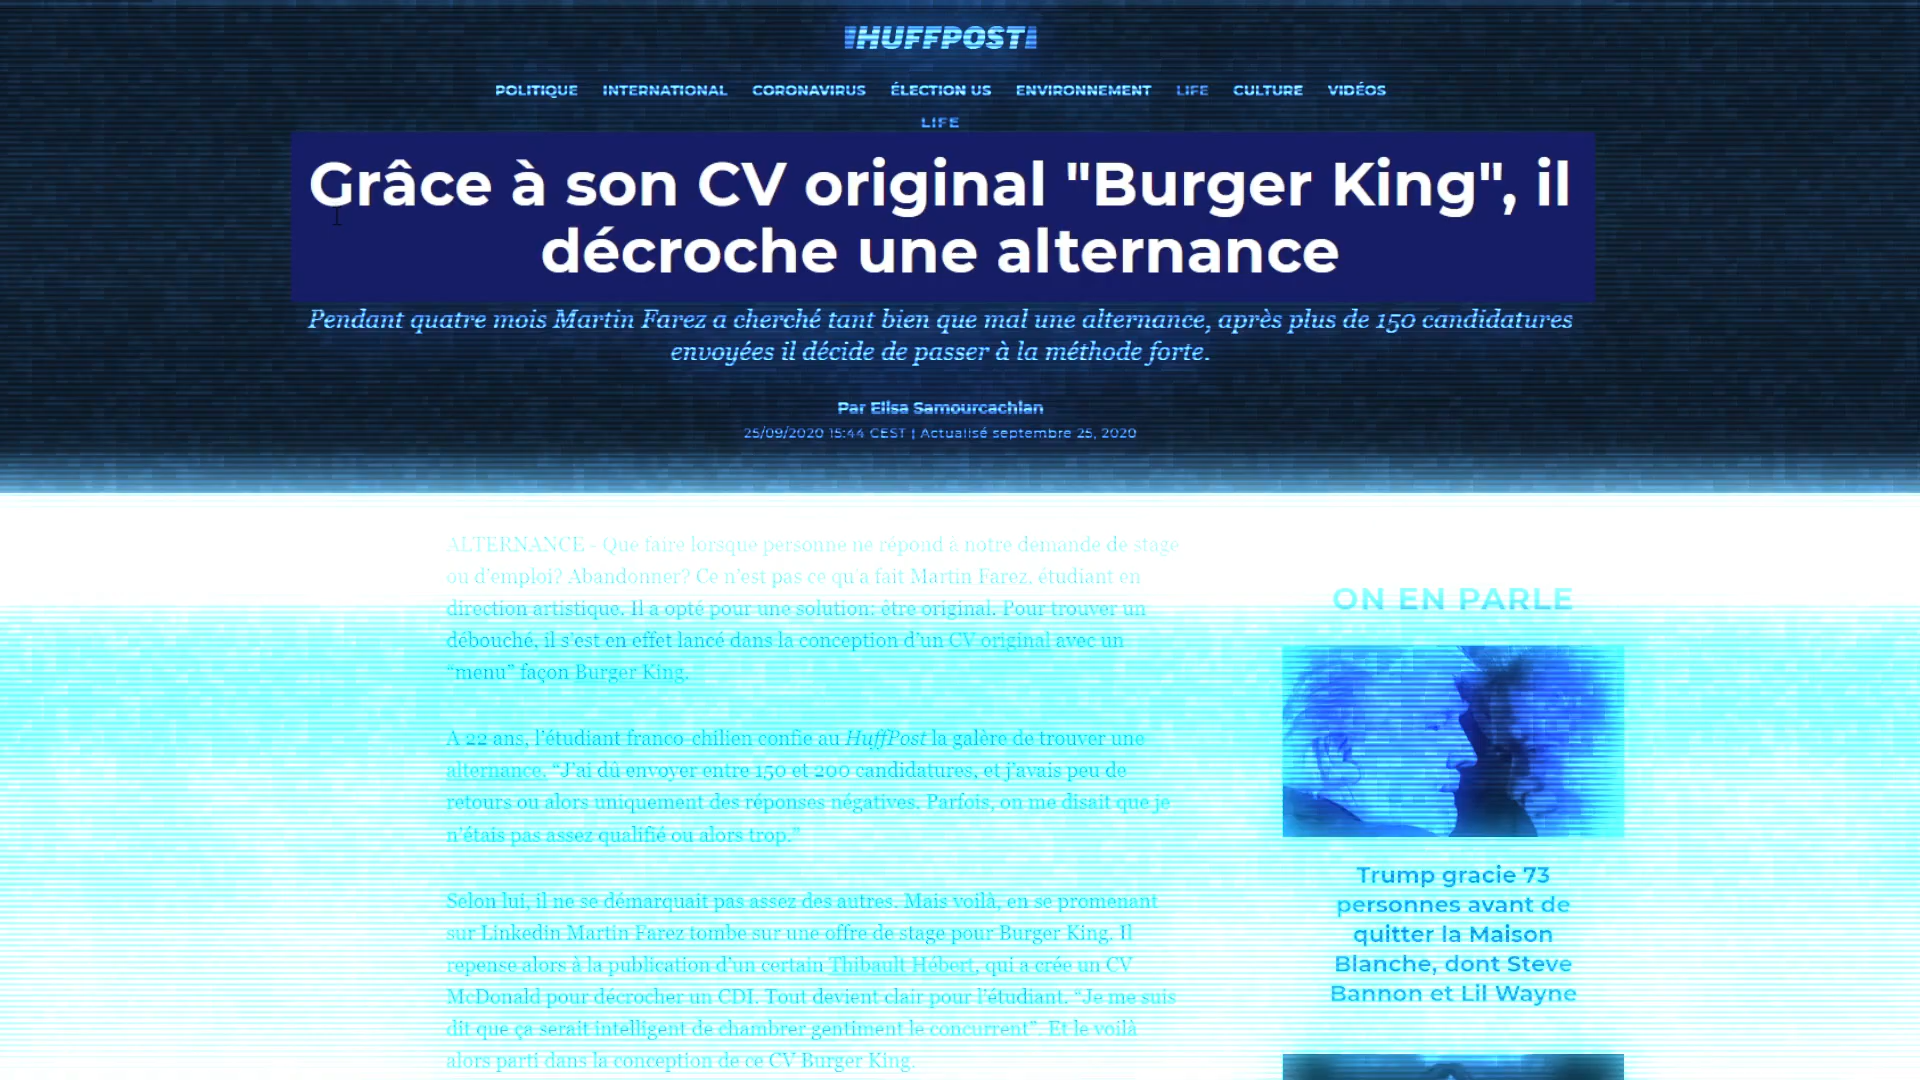 HUFFPOST
POLITIQUE INTERNATIONAL CORONAVIRUS ÉLECTION US ENVIRONNEMENT LIFE CULTURE VIDÉOS
LIFE
Grâce à son CV original "Burger King", il
décroche une alternance
Pendant quatre mois Martin Farez a cherché tant bien que mal une alternance, après plus de 150 candidatures
envoyées il décide de passer à la méthode forte.
Par Elisa Samourcachian
25/09/2020 15:44 CEST | Actualisé septembre 25, 2020
ALTERNANCE - Que faire lorsque personne ne répond à notre demande de stage
ou d'emploi? Abandonner? Ce n'est pas ce qu'a fait Martin Farez, étudiant en
direction artistique. Il a opté pour une solution: être original. Pour trouver un
débouché, il s'est en effet lancé dans la conception d'un CV original avec un
“menu” façon Burger King.
A 22 ans, l'étudiant franco-chilien confie au HuffPost la galère de trouver une
alternance. “J'ai dû envoyer entre 150 et 200 candidatures, et j'avais peu de
retours ou alors uniquement des réponses négatives. Parfois, on me disait que je
n'étais pas assez qualifié ou alors trop.”
Selon lui, il ne se démarquait pas assez des autres. Mais voilà, en se promenant
sur Linkedin Martin Farez tombe sur une offre de stage pour Burger King. Il
repense alors à la publication d'un certain Thibault Hébert, qui a crée un CV
McDonald pour décrocher un CDI. Tout devient clair pour l'étudiant. “Je me suis
dit que ça serait intelligent de chambrer gentiment le concurrent”. Et le voilà
alors parti dans la conception de ce CV Burger King.
ON EN PARLE
Trump gracie 73
personnes avant de
quitter la Maison
Blanche, dont Steve
Bannon et Lil Wayne